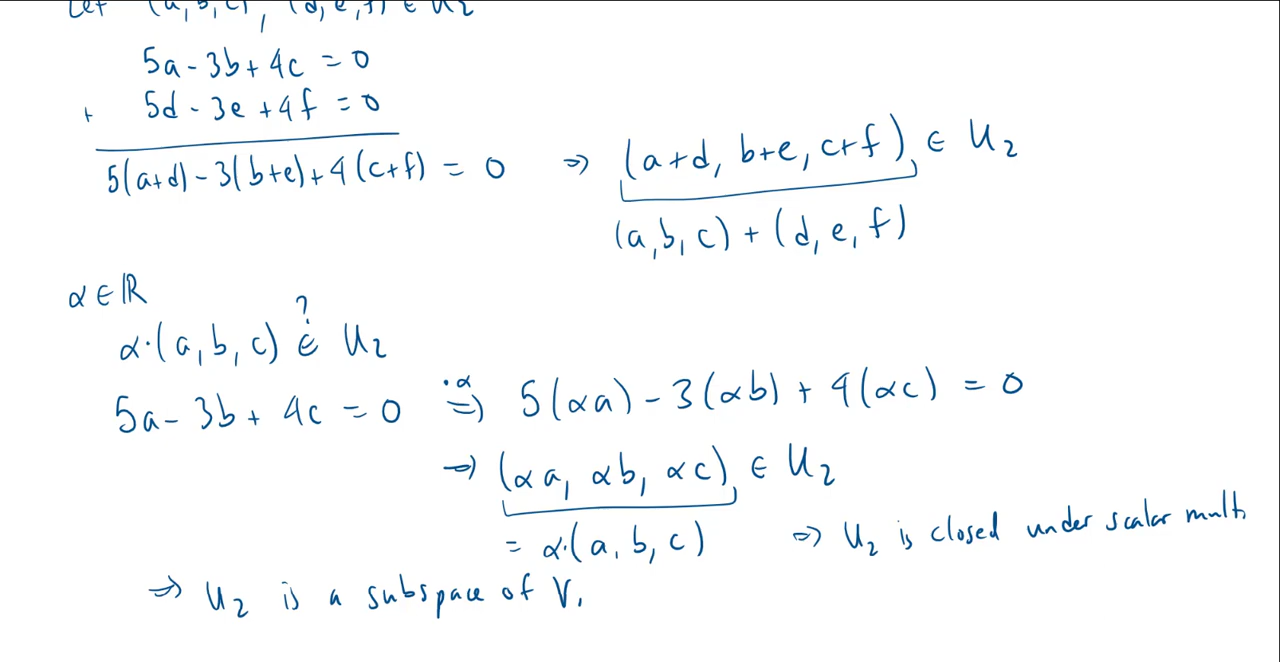 Let (a, b, c), (d, e, f) ∈ U₂
5a - 3b + 4c = 0
+ 5d - 3e + 4f = 0
5(a+d) - 3(b+e) + 4(c+f) = 0 ⇒ (a+d, b+e, c+f) ∈ U₂
(a, b, c) + (d, e, f)
α ∈ ℝ
?
α·(a, b, c) ∈ U₂
5a - 3b + 4c = 0 ·α ⇒ 5(αa) - 3(αb) + 4(αc) = 0
⇒ (αa, αb, αc) ∈ U₂
= α·(a, b, c) ⇒ U₂ is closed under scalar mult.
⇒ U₂ is a subspace of V.